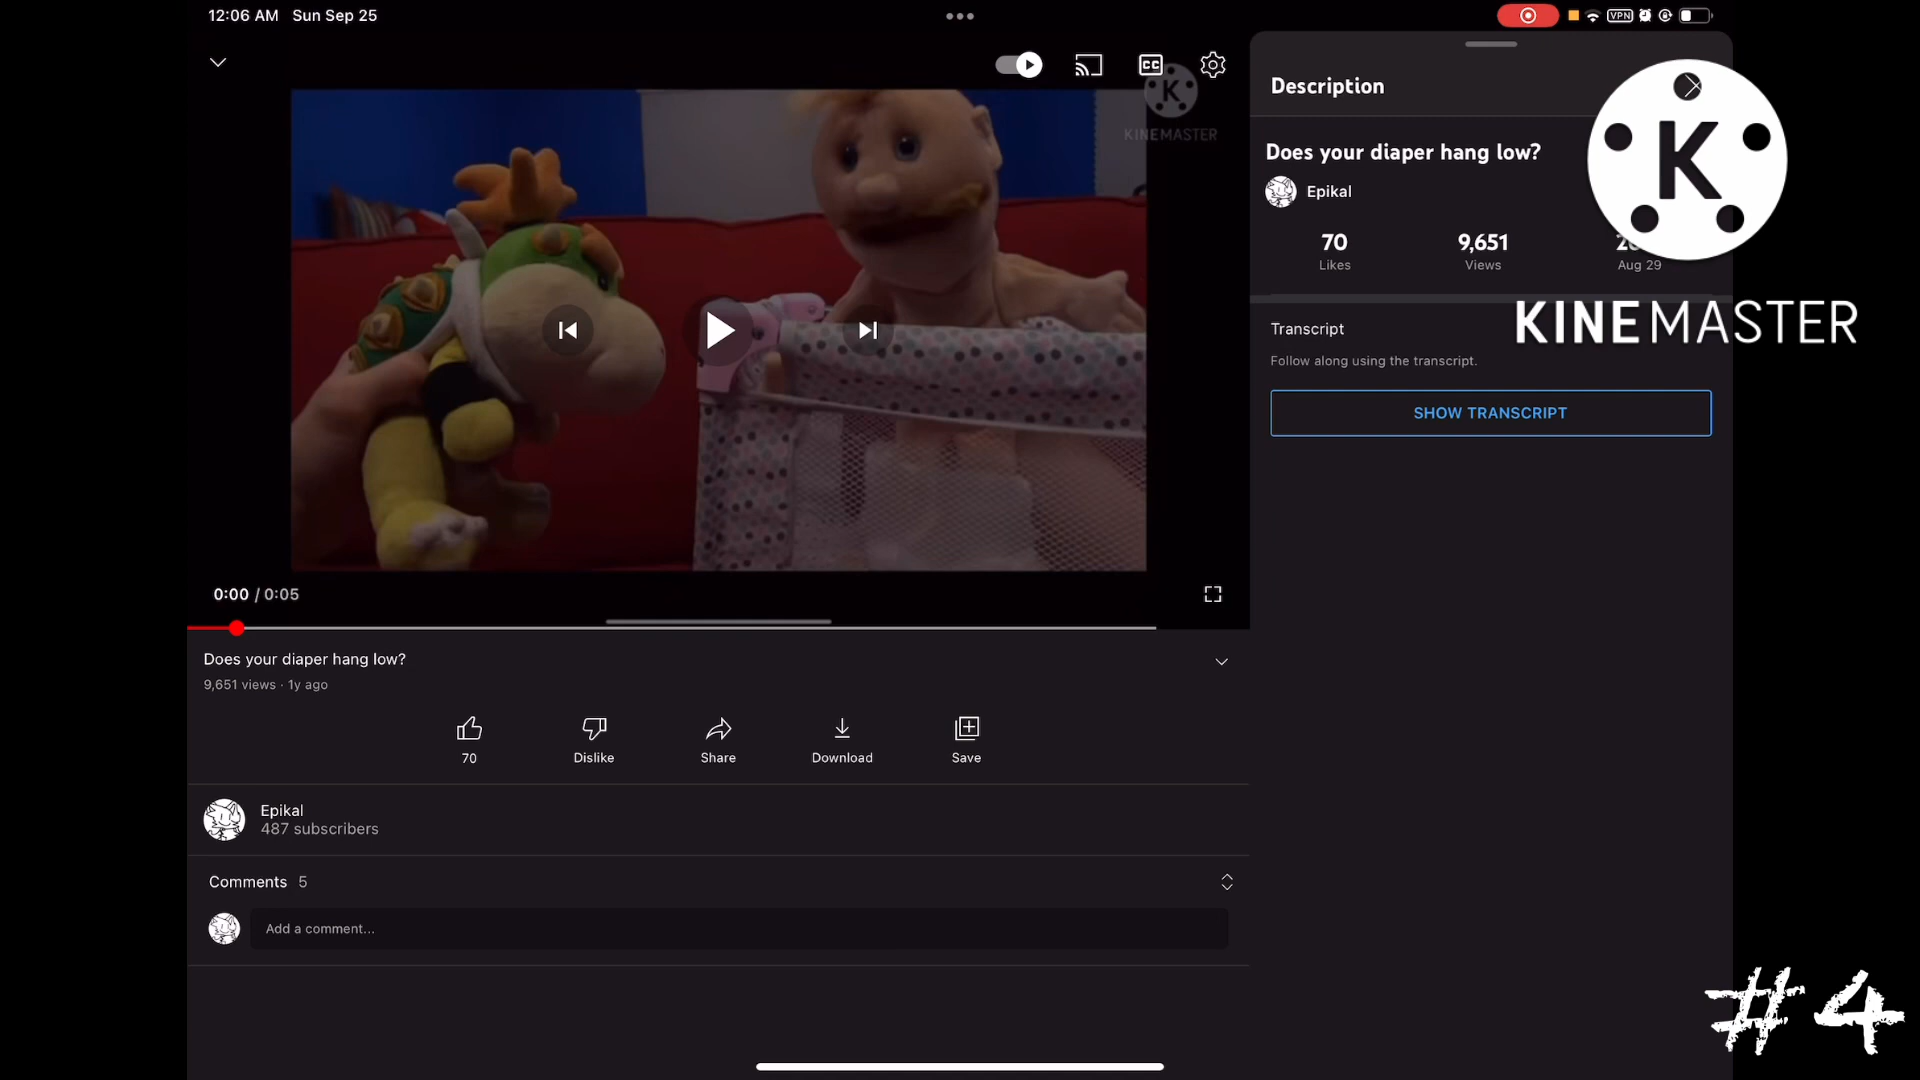 12:06 AM Sun Sep 25
VPN
CC
K
KINEMASTER
0:00 / 0:05
Does your diaper hang low?
9,651 views · 1y ago
70
Dislike
Share
Download
Save
Epikal
487 subscribers
Comments 5
Add a comment...
Description
Does your diaper hang low?
Epikal
70
9,651
Likes
Views
Aug 29
Transcript
Follow along using the transcript.
SHOW TRANSCRIPT
K
KINEMASTER
#4